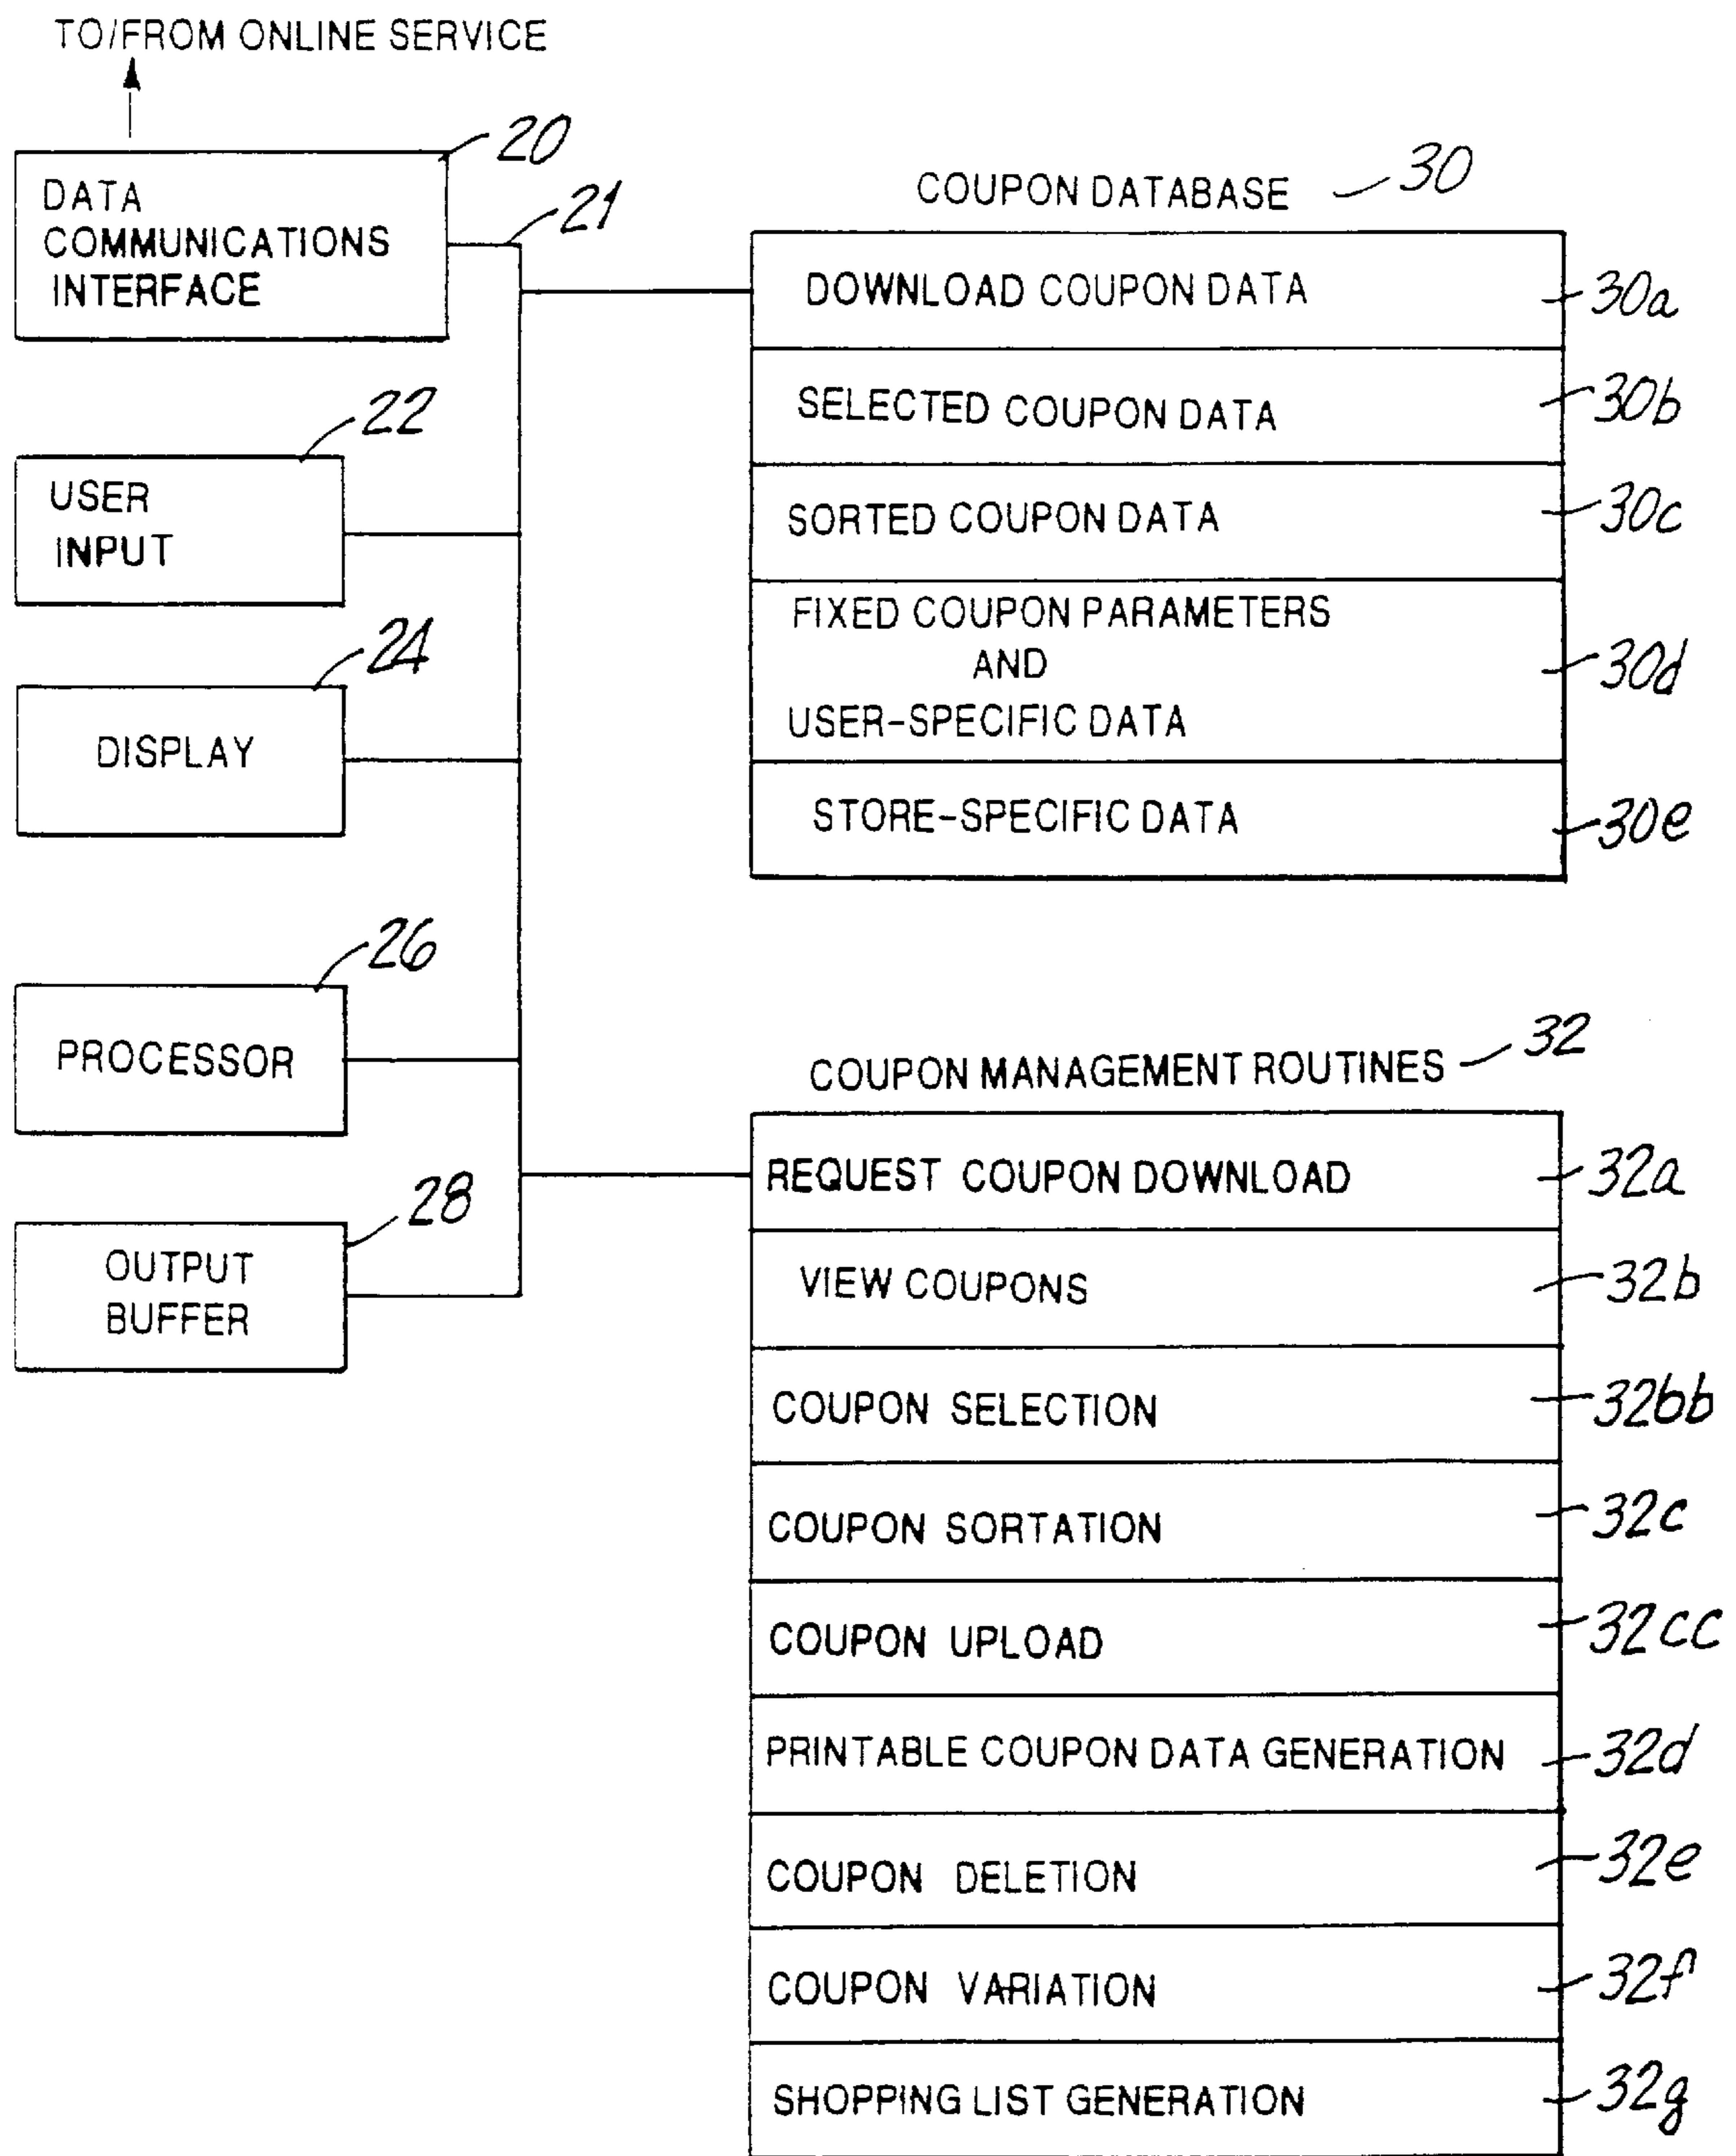 TO/FROM ONLINE SERVICE
20
DATA
COMMUNICATIONS
INTERFACE
21
22
USER
INPUT
24
DISPLAY
26
PROCESSOR
28
OUTPUT
BUFFER
COUPON DATABASE 30
DOWNLOAD COUPON DATA 30a
SELECTED COUPON DATA 30b
SORTED COUPON DATA 30c
FIXED COUPON PARAMETERS
AND 30d
USER-SPECIFIC DATA
STORE-SPECIFIC DATA 30e
COUPON MANAGEMENT ROUTINES 32
REQUEST COUPON DOWNLOAD 32a
VIEW COUPONS 32b
COUPON SELECTION 32bb
COUPON SORTATION 32c
COUPON UPLOAD 32cc
PRINTABLE COUPON DATA GENERATION 32d
COUPON DELETION 32e
COUPON VARIATION 32f
SHOPPING LIST GENERATION 32g